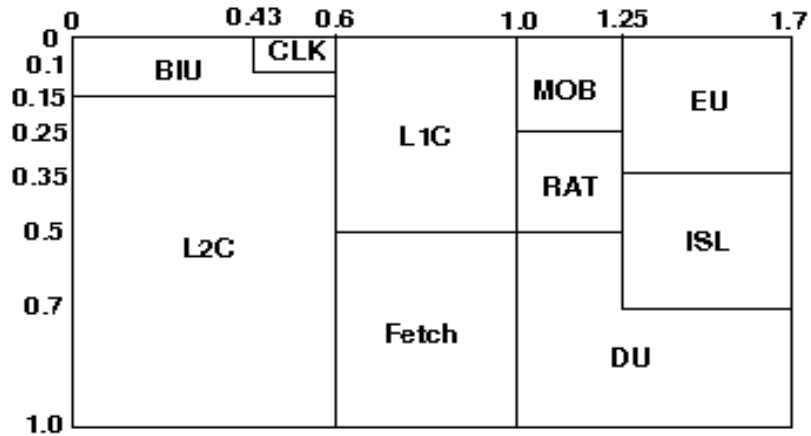 0 0.43 0.6 1.0 1.25 1.7
0
CLK
0.1
BIU
MOB
EU
0.15
0.25
L1C
0.35
RAT
0.5
L2C
ISL
0.7
Fetch
DU
1.0